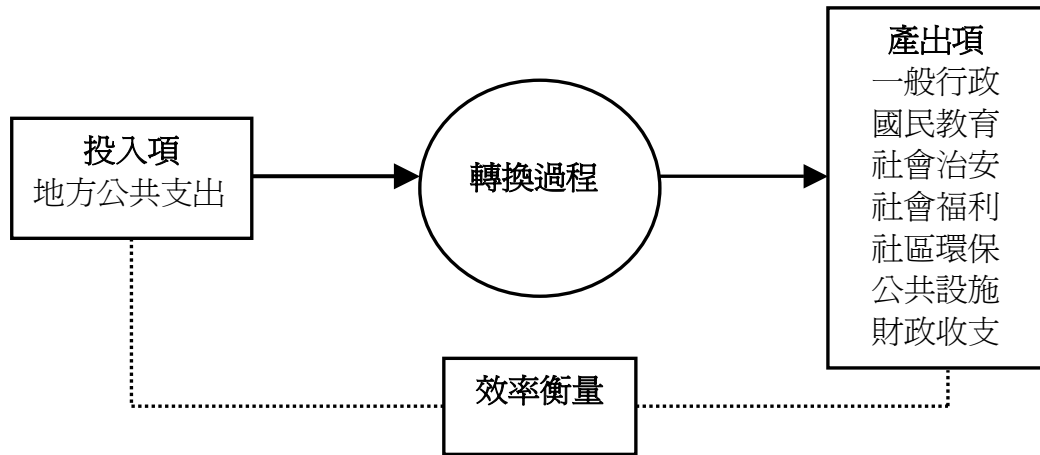 投入項
地方公共支出
轉換過程
產出項
一般行政
國民教育
社會治安
社會福利
社區環保
公共設施
財政收支
效率衡量